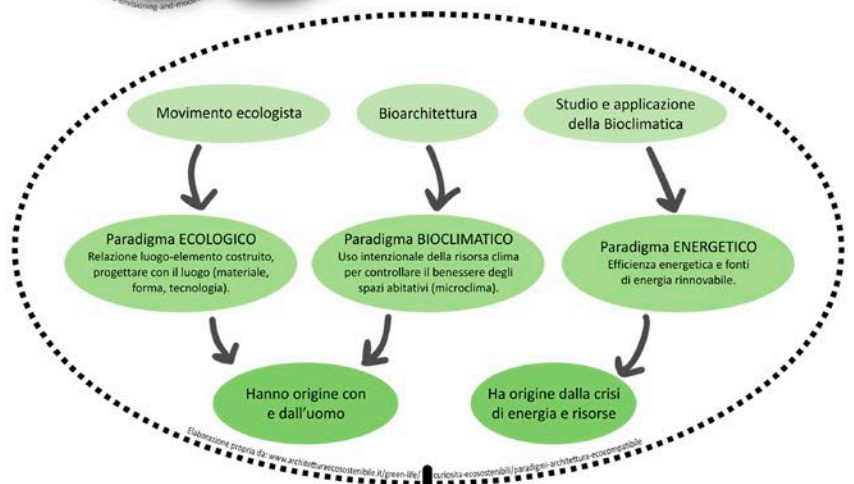 envisioning-and-mod
Movimento ecologista
Bioarchitettura
Studio e applicazione
della Bioclimatica
Paradigma ECOLOGICO
Relazione luogo-elemento costruito,
progettare con il luogo (materiale,
forma, tecnologia).
Paradigma BIOCLIMATICO
Uso intenzionale della risorsa clima
per controllare il benessere degli
spazi abitativi (microclima).
Paradigma ENERGETICO
Efficienza energetica e fonti
di energia rinnovabile.
Hanno origine con
e dall'uomo
Ha origine dalla crisi
di energia e risorse
Elaborazione propria da: www.architetturaecosostenibile.it/green-life/ curiosita-ecosostenibili/paradigmi-architettura-ecocompatibile